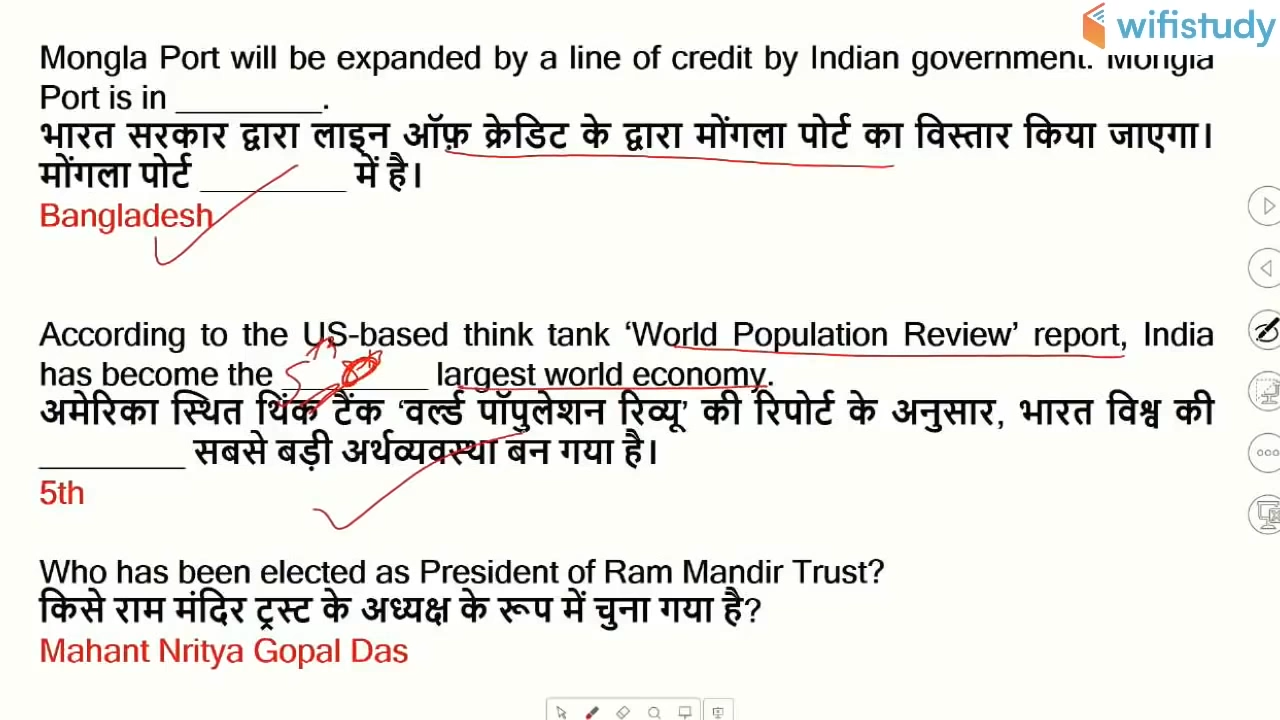 wifistudy
Mongla Port will be expanded by a line of credit by Indian government. Mongla
Port is in ________.
भारत सरकार द्वारा लाइन ऑफ़ क्रेडिट के द्वारा मोंगला पोर्ट का विस्तार किया जाएगा।
मोंगला पोर्ट ________ में है।
Bangladesh
According to the US-based think tank ‘World Population Review’ report, India
has become the ________ largest world economy.
अमेरिका स्थित थिंक टैंक ‘वर्ल्ड पॉपुलेशन रिव्यू’ की रिपोर्ट के अनुसार, भारत विश्व की
________ सबसे बड़ी अर्थव्यवस्था बन गया है।
5th
Who has been elected as President of Ram Mandir Trust?
किसे राम मंदिर ट्रस्ट के अध्यक्ष के रूप में चुना गया है?
Mahant Nritya Gopal Das